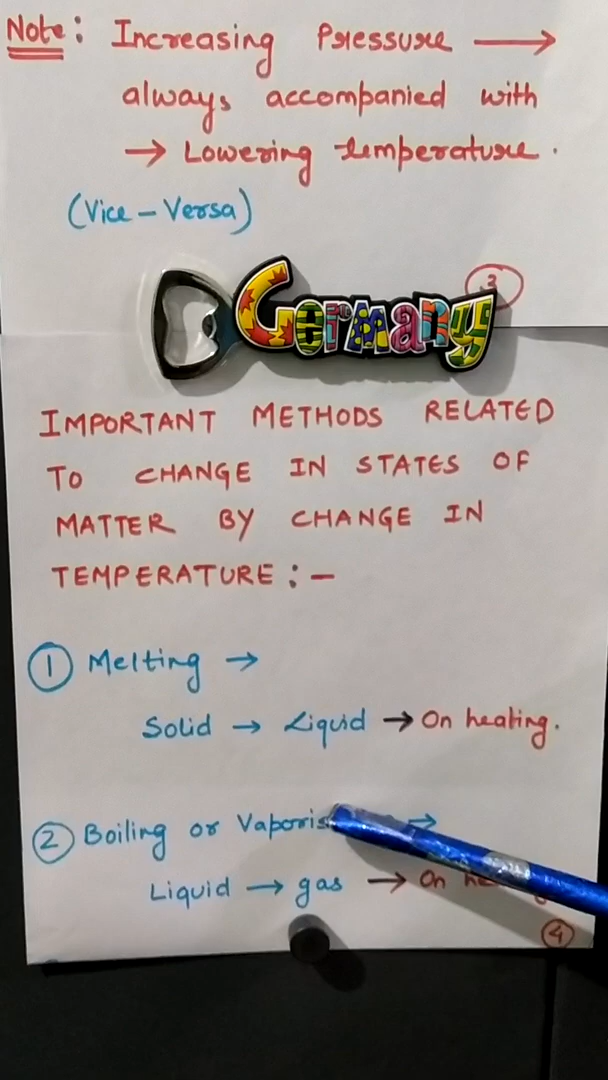 Note: Increasing Pressure →
always accompanied with
→ Lowering temperature.
(Vice-Versa)
3
Germany
IMPORTANT METHODS RELATED
TO CHANGE IN STATES OF
MATTER BY CHANGE IN
TEMPERATURE:-
1 Melting →
Solid → Liquid → On heating.
2 Boiling or →
Liquid → gas → On
4